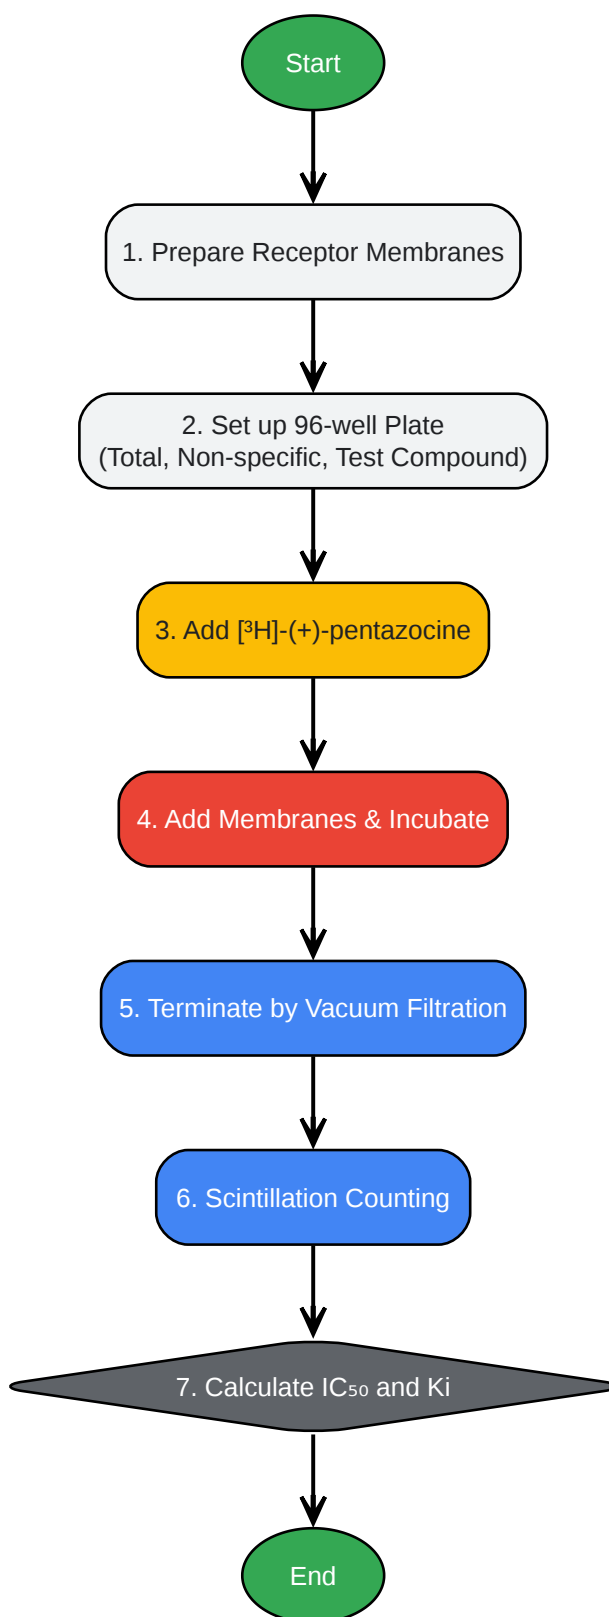 Start
1. Prepare Receptor Membranes
2. Set up 96-well Plate
(Total, Non-specific, Test Compound)
3. Add [³H]-(+)-pentazocine
4. Add Membranes & Incubate
5. Terminate by Vacuum Filtration
6. Scintillation Counting
7. Calculate IC₅₀ and Ki
End